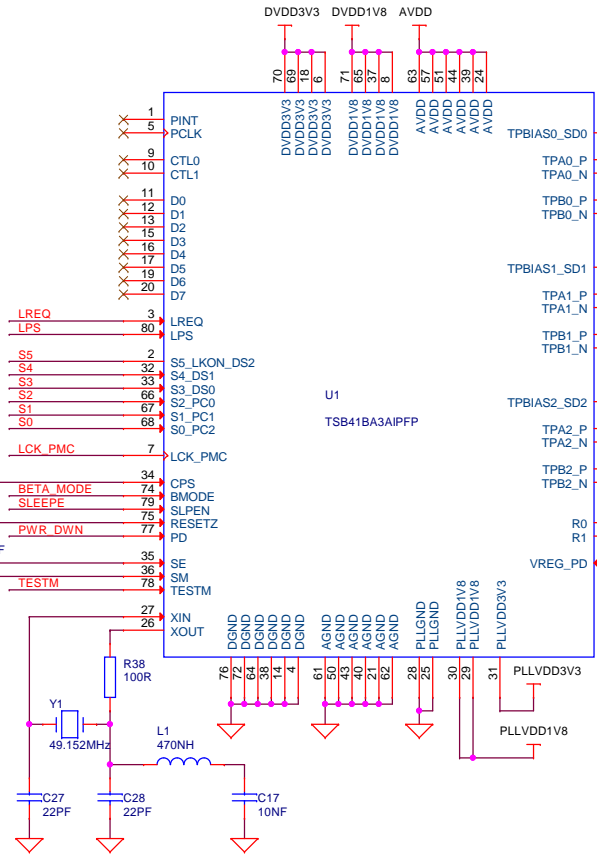 DVDD3V3 DVDD1V8 AVDD
70 69 18 6 71 65 37 8 63 57 51 44 39 24
DVDD3V3 DVDD3V3 DVDD3V3 DVDD3V3 DVDD1V8 DVDD1V8 DVDD1V8 DVDD1V8 AVDD AVDD AVDD AVDD AVDD AVDD
1 PINT
5 PCLK
TPBIAS0_SD0
9 CTL0
TPA0_P
10 CTL1
TPA0_N
11 D0
TPB0_P
12 D1
TPB0_N
13 D2
15 D3
16 D4
17 D5
TPBIAS1_SD1
19 D6
20 D7
TPA1_P
TPA1_N
LREQ 3 LREQ
LPS 80 LPS
TPB1_P
TPB1_N
S5 2 S5_LKON_DS2
S4 32 S4_DS1
S3 33 S3_DS0
S2 66 S2_PC0
S1 67 S1_PC1
S0 68 S0_PC2
U1
TSB41BA3AIPFP
TPBIAS2_SD2
TPA2_P
TPA2_N
LCK_PMC 7 LCK_PMC
TPB2_P
TPB2_N
34 CPS
BETA_MODE 74 BMODE
SLEEPE 79 SLPEN
75 RESETZ
PWR_DWN 77 PD
R0
R1
F
35 SE
36 SM
TESTM 78 TESTM
VREG_PD
27 XIN
26 XOUT
DGND DGND DGND DGND DGND DGND AGND AGND AGND AGND AGND AGND PLLGND PLLGND PLLVDD1V8 PLLVDD1V8 PLLVDD3V3
76 72 64 38 14 4 61 50 43 40 21 62 28 25 30 29 31
R38
100R
PLLVDD3V3
Y1
49.152MHz
L1
470NH
PLLVDD1V8
C27
22PF
C28
22PF
C17
10NF